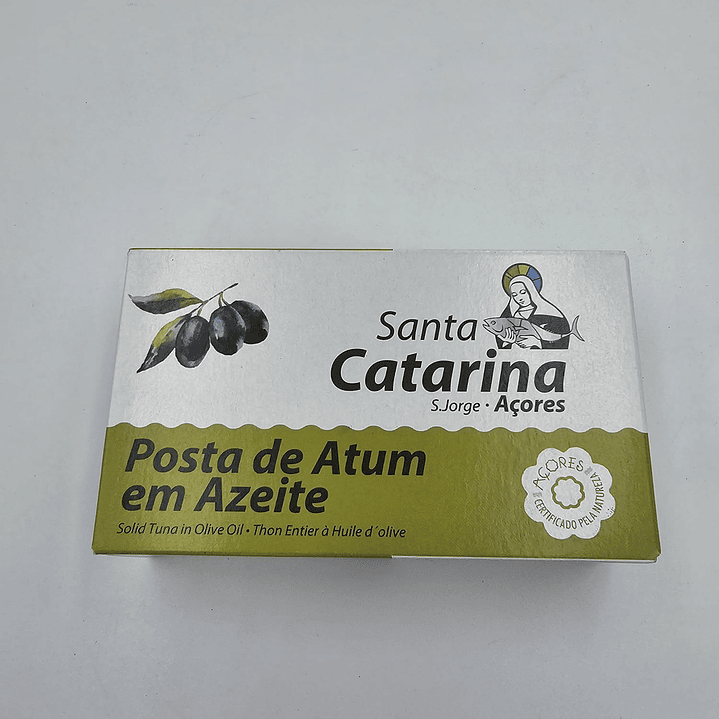 Santa
Catarina
S.Jorge • Açores
Posta de Atum
em Azeite
Solid Tuna in Olive Oil • Thon Entier à Huile d´olive
AÇORES
CERTIFICADO PELA NATUREZA